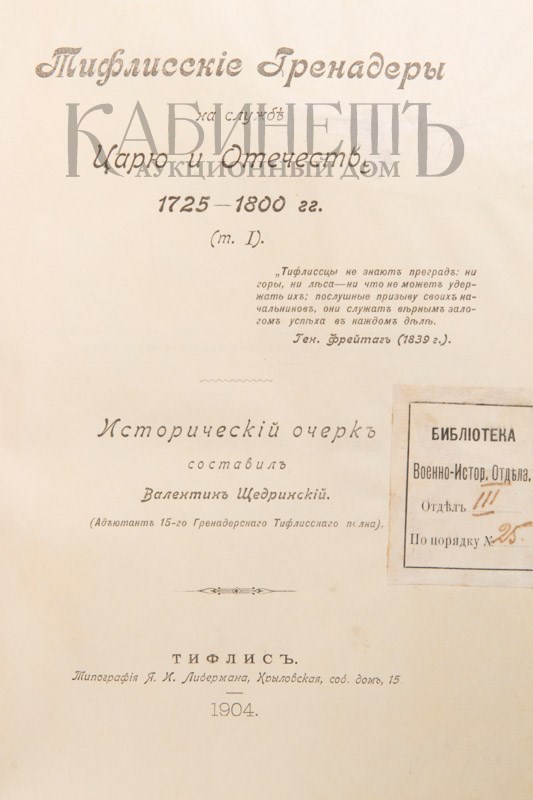 Тифлисскіе Гренадеры
на службѣ
КАБИНЕТЪ
АУКЦИОННЫЙ ДОМ
Царю и Отечеству,
1725—1800 гг.
(т. I).
„Тифлиссцы не знаютъ преградъ: ни
горы, ни лѣса—ни что не можетъ удер-
жать ихъ; послушные призыву своихъ на-
чальниковъ, они служатъ вѣрнымъ зало-
гомъ успѣха въ каждомъ дѣлѣ.
Ген. Фрейтагъ (1839 г.).
Историческій очеркъ
составилъ
Валентинъ Щедринскій.
(Адъютантъ 15-го Гренадерскаго Тифлисскаго полка).
БИБЛІОТЕКА
Военно-Истор. Отдѣла.
Отдѣлъ III
По порядку № 25.
ТИФЛИСЪ.
Типографія Я. И. Либермана, Крыловская, соб. домъ, 15
1904.